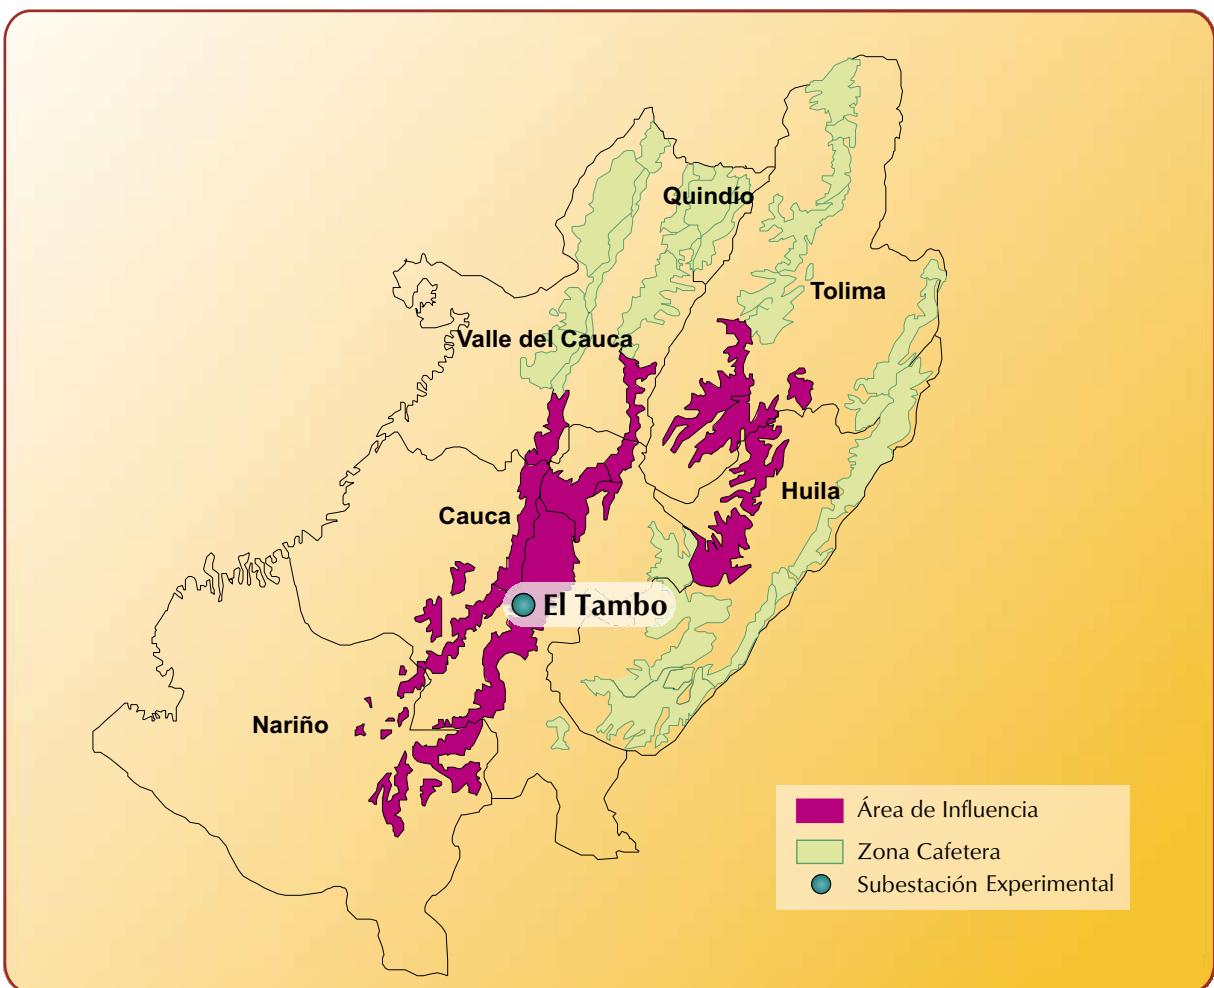 Quindío
Tolima
Valle del Cauca
Huila
Cauca
El Tambo
Nariño
Área de Influencia
Zona Cafetera
Subestación Experimental